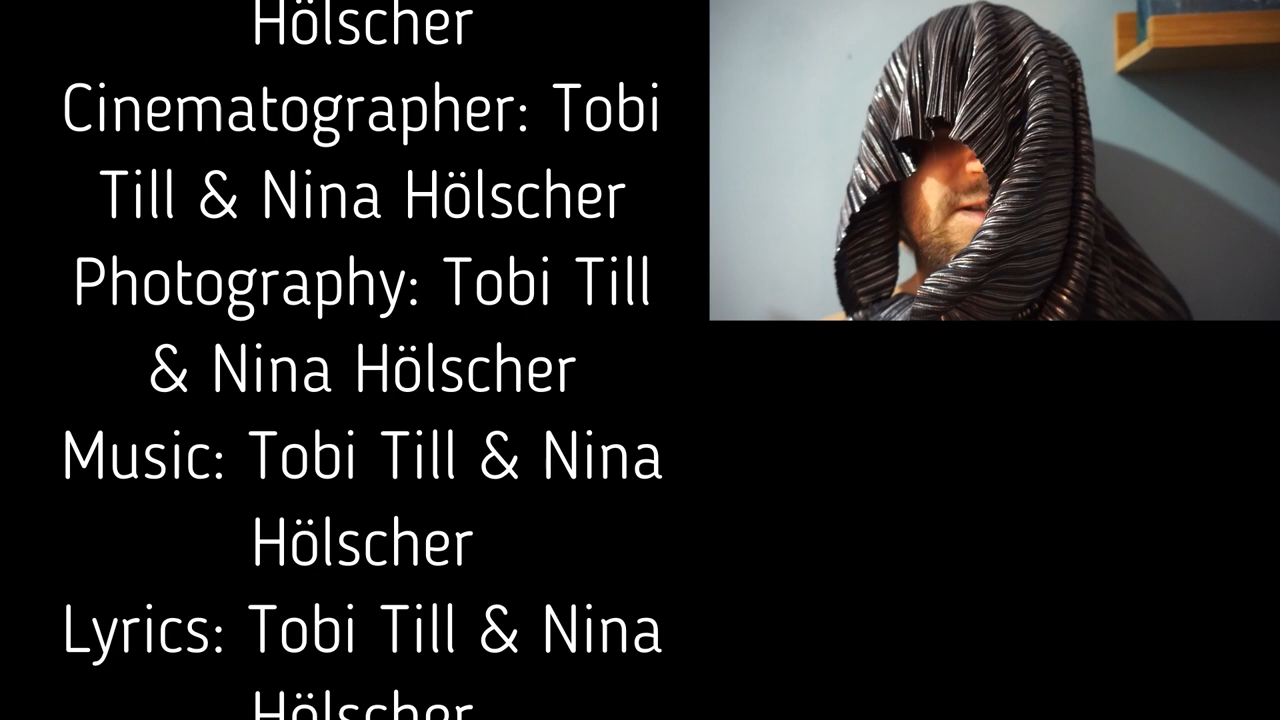 Hölscher
Cinematographer: Tobi
Till & Nina Hölscher
Photography: Tobi Till
& Nina Hölscher
Music: Tobi Till & Nina
Hölscher
Lyrics: Tobi Till & Nina
Hölscher